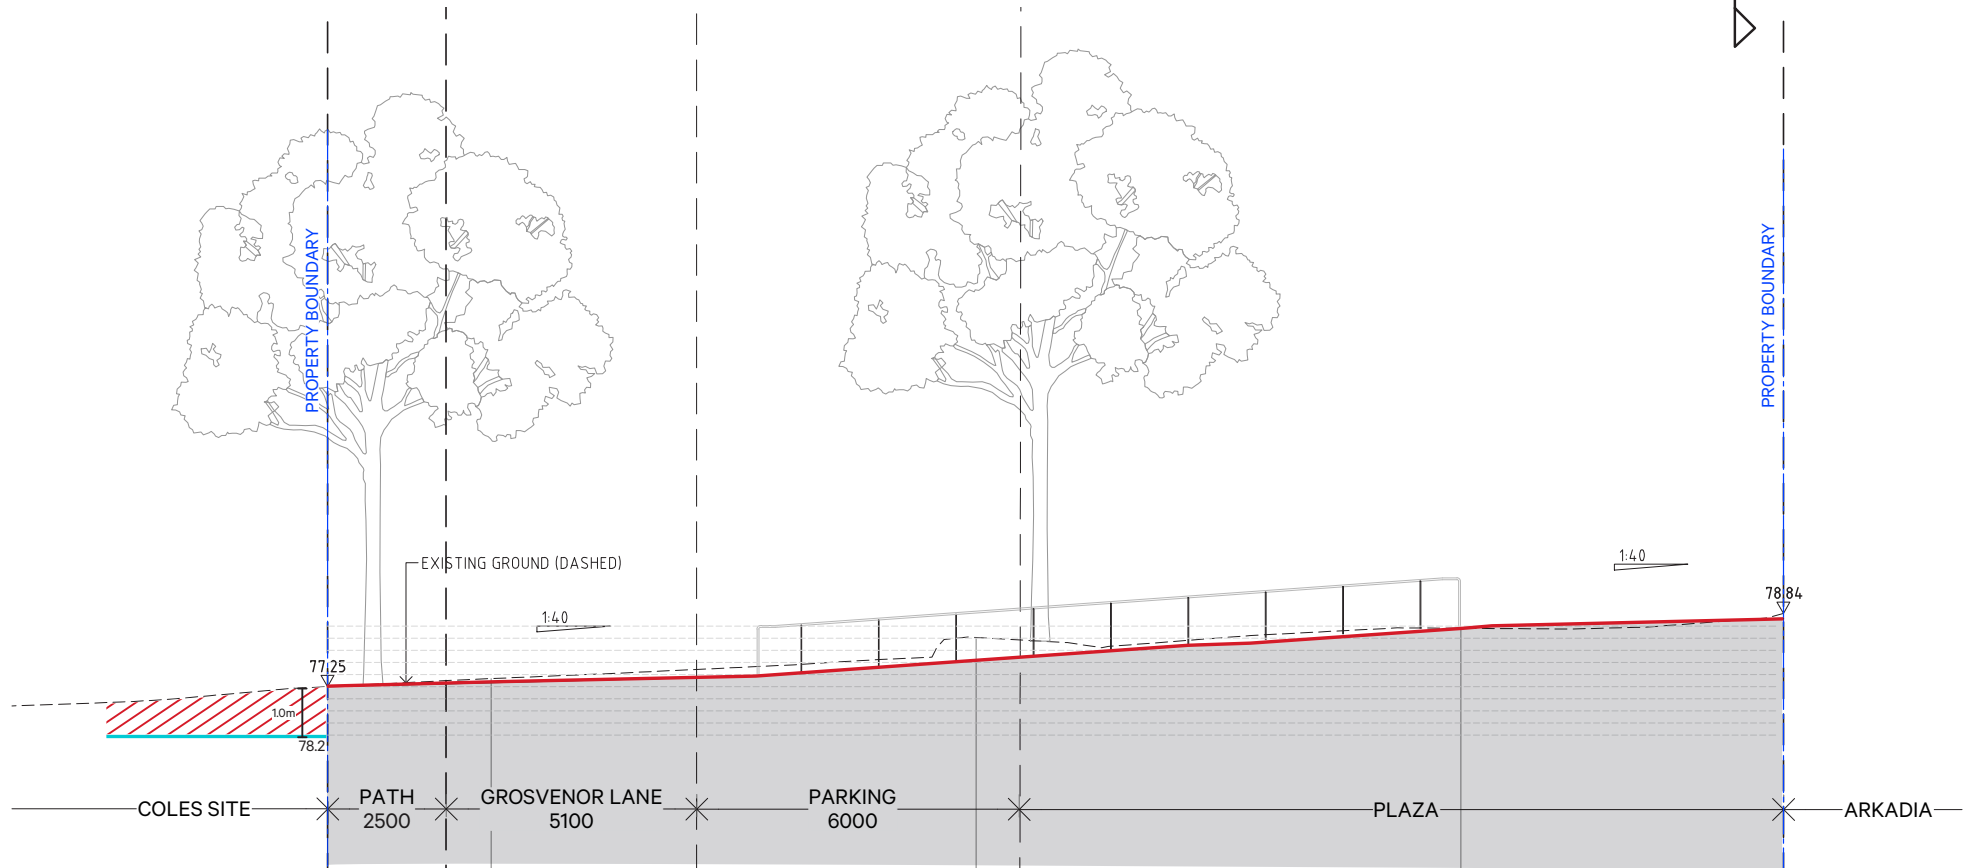 PROPERTY BOUNDARY
PROPERTY BOUNDARY
EXISTING GROUND (DASHED)
1:40
1:40
78.84
77.25
1.0m
78.2
COLES SITE
PATH
2500
GROSVENOR LANE
5100
PARKING
6000
PLAZA
ARKADIA